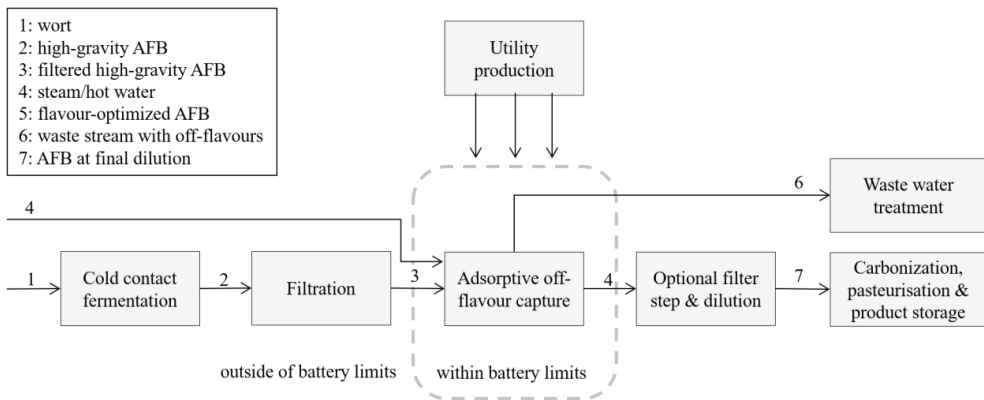 1: wort
2: high-gravity AFB
3: filtered high-gravity AFB
4: steam/hot water
5: flavour-optimized AFB
6: waste stream with off-flavours
7: AFB at final dilution
Utility
production
6
Waste water
treatment
4
1
Cold contact
fermentation
2
Filtration
3
Adsorptive off-
flavour capture
4
Optional filter
step & dilution
7
Carbonization,
pasteurisation &
product storage
outside of battery limits
within battery limits